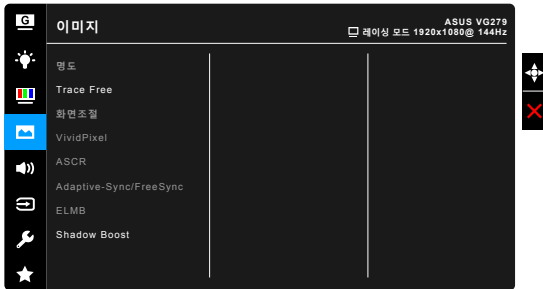 G
이미지
ASUS VG279
레이싱 모드 1920x1080@ 144Hz
명도
Trace Free
화면조절
VividPixel
ASCR
Adaptive-Sync/FreeSync
ELMB
Shadow Boost